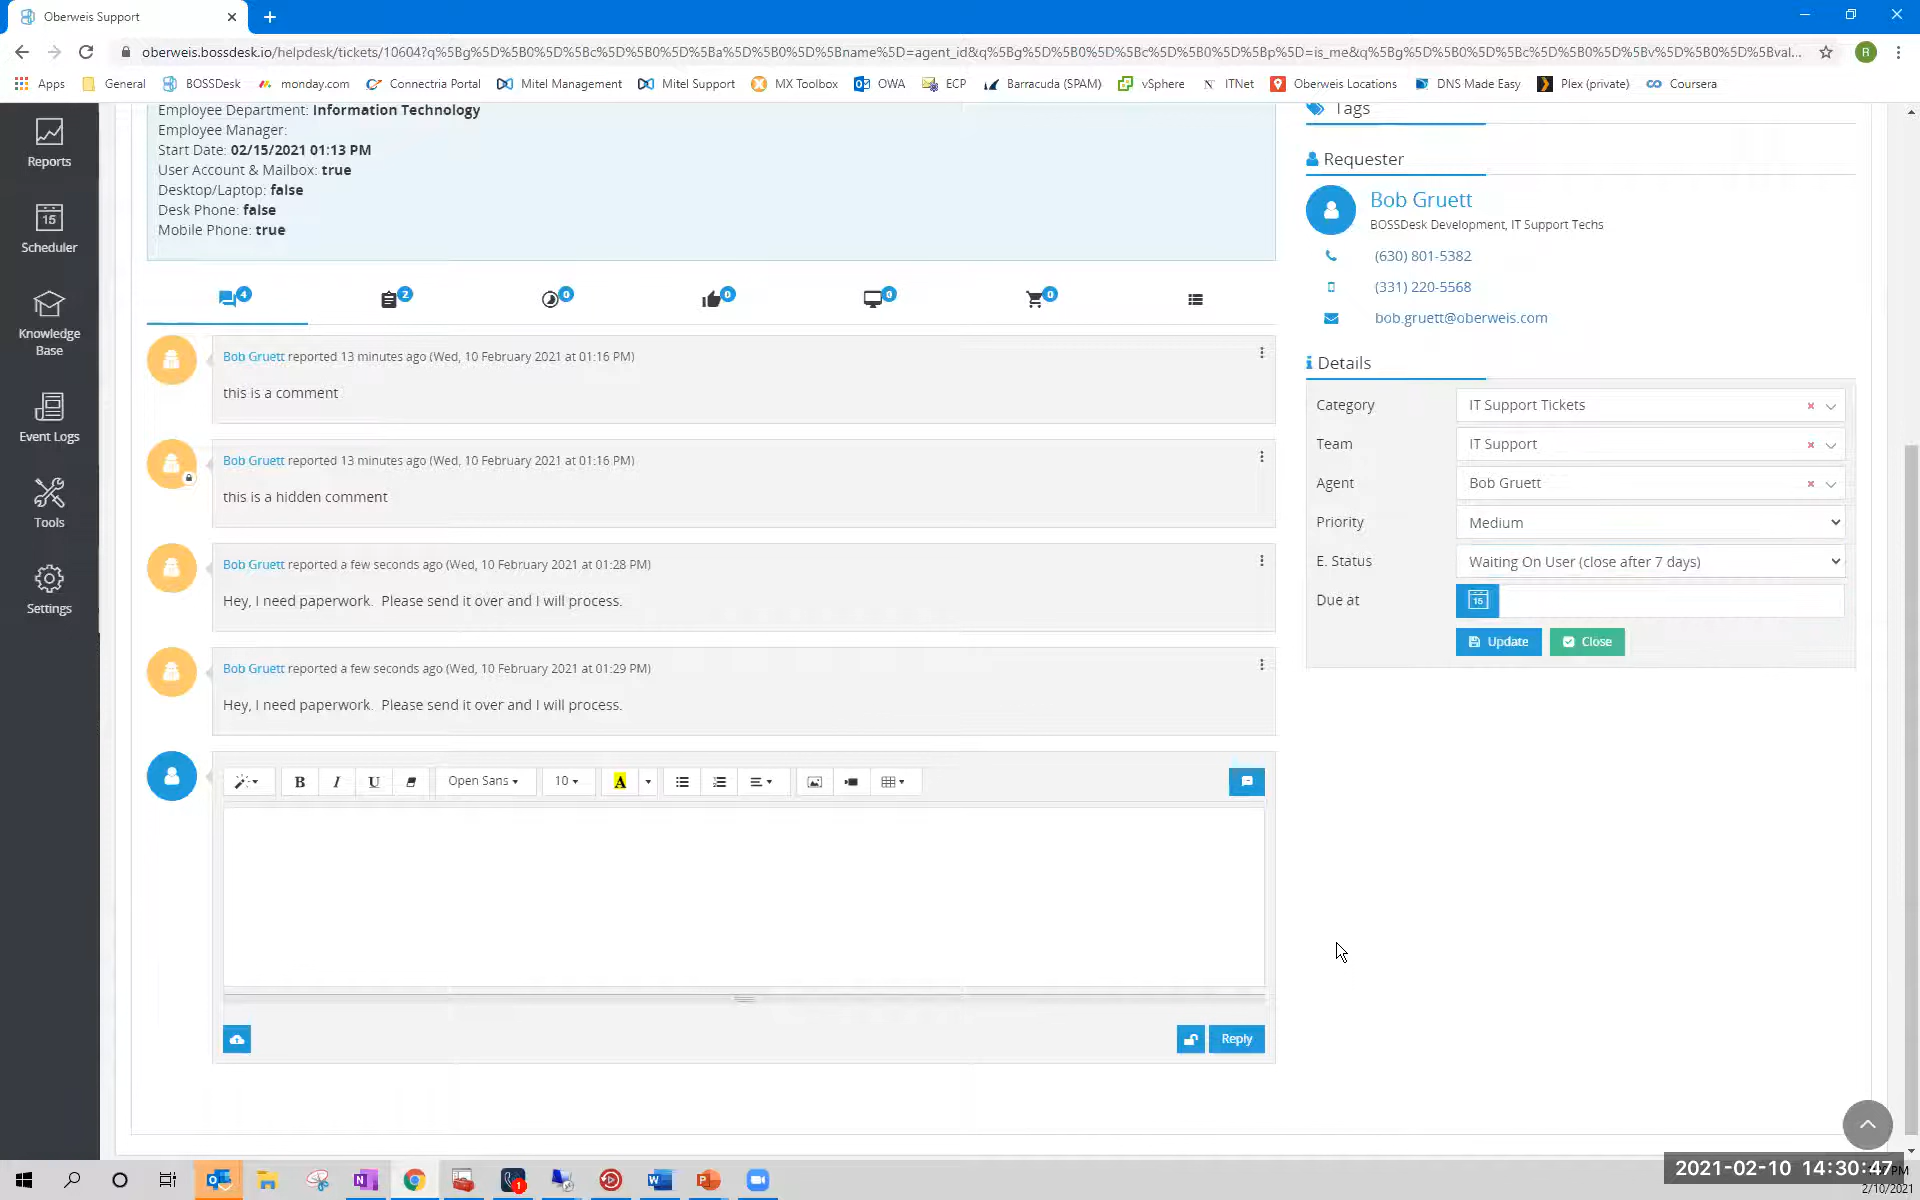 Oberweis Support
oberweis.bossdesk.io/helpdesk/tickets/10604?q%5Bg%5D%5B0%5D%5Bc%5D%5B0%5D%5Ba%5D%5B0%5D%5Bname%5D=agent_id&q%5Bg%5D%5B0%5D%5Bc%5D%5B0%5D%5Bp%5D=is_me&q%5Bg%5D%5B0%5D%5Bc%5D%5B0%5D%5Bv%5D%5B0%5D%5Bval...
R
Apps General BOSSDesk monday.com Connectria Portal Mitel Management Mitel Support MX Toolbox OWA ECP Barracuda (SPAM) vSphere ITNet Oberweis Locations DNS Made Easy Plex (private) Coursera
Reports
15
Scheduler
Knowledge
Base
Event Logs
Tools
Settings
Employee Department: Information Technology
Employee Manager:
Start Date: 02/15/2021 01:13 PM
User Account & Mailbox: true
Desktop/Laptop: false
Desk Phone: false
Mobile Phone: true
4 2 0 0 0 0
Bob Gruett reported 13 minutes ago (Wed, 10 February 2021 at 01:16 PM)
this is a comment
Bob Gruett reported 13 minutes ago (Wed, 10 February 2021 at 01:16 PM)
this is a hidden comment
Bob Gruett reported a few seconds ago (Wed, 10 February 2021 at 01:28 PM)
Hey, I need paperwork.  Please send it over and I will process.
Bob Gruett reported a few seconds ago (Wed, 10 February 2021 at 01:29 PM)
Hey, I need paperwork.  Please send it over and I will process.
B I U Open Sans 10 A
Reply
Tags
Requester
Bob Gruett
BOSSDesk Development, IT Support Techs
(630) 801-5382
(331) 220-5568
bob.gruett@oberweis.com
Details
Category IT Support Tickets
Team IT Support
Agent Bob Gruett
Priority Medium
E. Status Waiting On User (close after 7 days)
Due at 15
Update Close
1
2021-02-10 14:30:47
2/10/2021